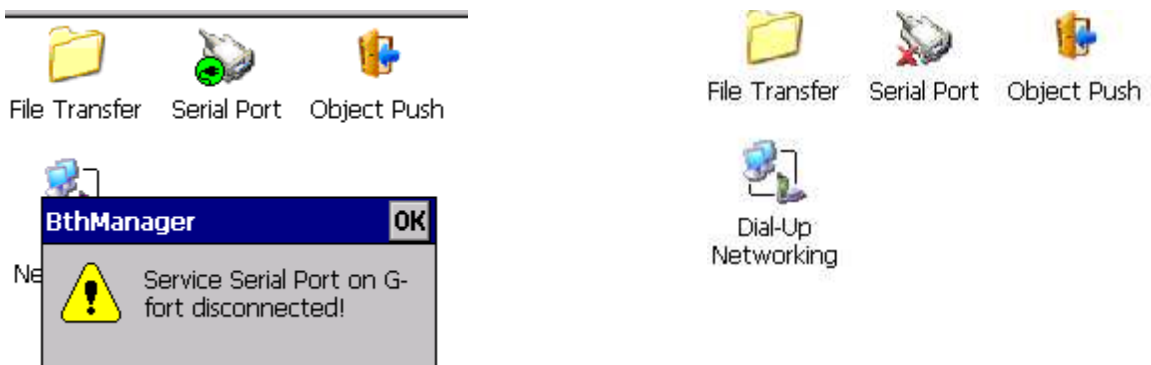 File Transfer
Serial Port
Object Push
Ne
BthManager
OK
Service Serial Port on G-
fort disconnected!
File Transfer
Serial Port
Object Push
Dial-Up
Networking